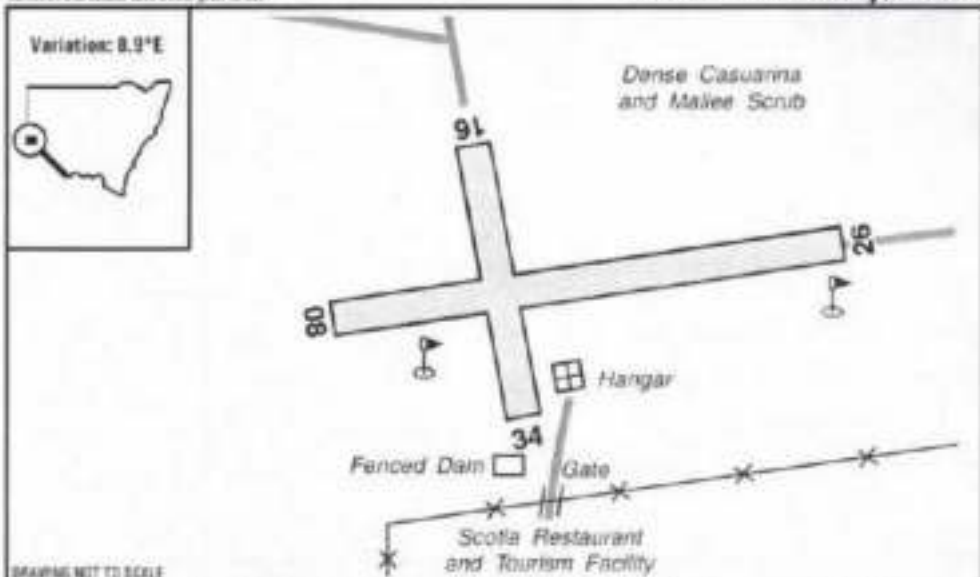 Variation: 8.9°E
Dense Casuarina
and Mallee Scrub
16
26
08
Hangar
34
Fenced Dam
Gate
Scotia Restaurant
and Tourism Facility
DRAWING NOT TO SCALE